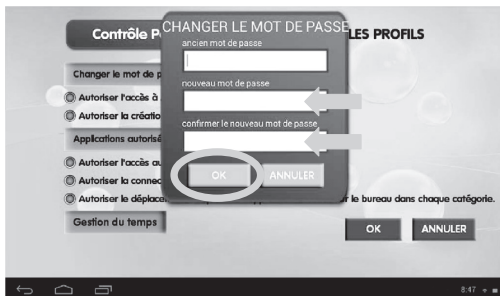 CHANGER LE MOT DE PASSE
Contrôle P
LES PROFILS
ancien mot de passe
Changer le mot de p
nouveau mot de passe
Autoriser l'accès à
Autoriser la créatio
confirmer le nouveau mot de passe
Applications autorisé
Autoriser l'accès au
Autoriser la connec
OK
ANNULER
Autoriser le déplace
r le bureau dans chaque catégorie.
Gestion du temps
OK
ANNULER
8:47